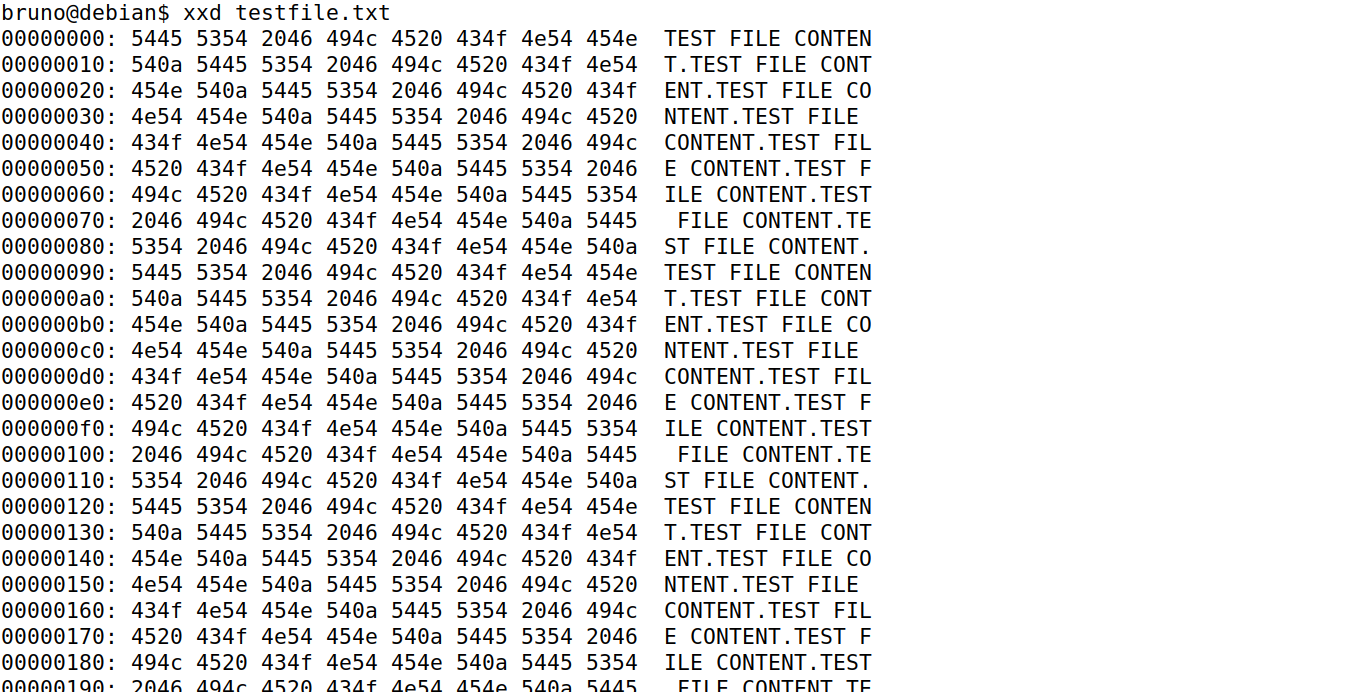 bruno@debian$ xxd testfile.txt
00000000: 5445 5354 2046 494c 4520 434f 4e54 454e  TEST FILE CONTEN
00000010: 540a 5445 5354 2046 494c 4520 434f 4e54  T.TEST FILE CONT
00000020: 454e 540a 5445 5354 2046 494c 4520 434f  ENT.TEST FILE CO
00000030: 4e54 454e 540a 5445 5354 2046 494c 4520  NTENT.TEST FILE
00000040: 434f 4e54 454e 540a 5445 5354 2046 494c  CONTENT.TEST FIL
00000050: 4520 434f 4e54 454e 540a 5445 5354 2046  E CONTENT.TEST F
00000060: 494c 4520 434f 4e54 454e 540a 5445 5354  ILE CONTENT.TEST
00000070: 2046 494c 4520 434f 4e54 454e 540a 5445   FILE CONTENT.TE
00000080: 5354 2046 494c 4520 434f 4e54 454e 540a  ST FILE CONTENT.
00000090: 5445 5354 2046 494c 4520 434f 4e54 454e  TEST FILE CONTEN
000000a0: 540a 5445 5354 2046 494c 4520 434f 4e54  T.TEST FILE CONT
000000b0: 454e 540a 5445 5354 2046 494c 4520 434f  ENT.TEST FILE CO
000000c0: 4e54 454e 540a 5445 5354 2046 494c 4520  NTENT.TEST FILE
000000d0: 434f 4e54 454e 540a 5445 5354 2046 494c  CONTENT.TEST FIL
000000e0: 4520 434f 4e54 454e 540a 5445 5354 2046  E CONTENT.TEST F
000000f0: 494c 4520 434f 4e54 454e 540a 5445 5354  ILE CONTENT.TEST
00000100: 2046 494c 4520 434f 4e54 454e 540a 5445   FILE CONTENT.TE
00000110: 5354 2046 494c 4520 434f 4e54 454e 540a  ST FILE CONTENT.
00000120: 5445 5354 2046 494c 4520 434f 4e54 454e  TEST FILE CONTEN
00000130: 540a 5445 5354 2046 494c 4520 434f 4e54  T.TEST FILE CONT
00000140: 454e 540a 5445 5354 2046 494c 4520 434f  ENT.TEST FILE CO
00000150: 4e54 454e 540a 5445 5354 2046 494c 4520  NTENT.TEST FILE
00000160: 434f 4e54 454e 540a 5445 5354 2046 494c  CONTENT.TEST FIL
00000170: 4520 434f 4e54 454e 540a 5445 5354 2046  E CONTENT.TEST F
00000180: 494c 4520 434f 4e54 454e 540a 5445 5354  ILE CONTENT.TEST
00000190: 2046 494c 4520 434f 4e54 454e 540a 5445   FILE CONTENT.TE